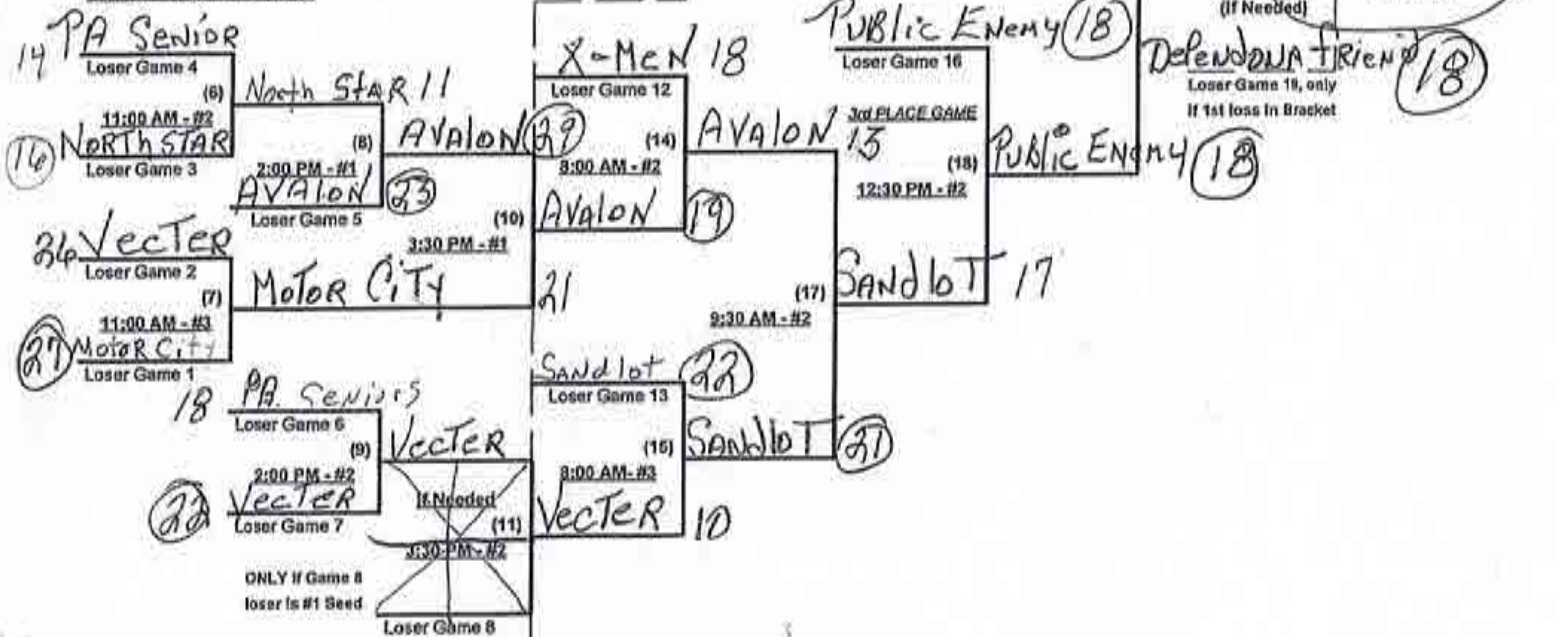 PA Senior
14
Loser Game 4
(6)
11:00 AM - #2
16
NORTH STAR
Loser Game 3
North STAR 11
(8)
2:00 PM - #1
AVALON 23
Loser Game 5
26 VecTer
Loser Game 2
(7)
11:00 AM - #3
27 MotoR City
Loser Game 1
AVALON 29
(10)
3:30 PM - #1
MoToR CiTy 21
18 PA. Seniors
Loser Game 6
(9)
2:00 PM - #2
22 VecTeR
Loser Game 7
VecTeR
If Needed
(11)
3:30 PM - #2
ONLY if Game 8
loser is #1 Seed
Loser Game 8
X-MeN 18
Loser Game 12
(14)
8:00 AM - #2
AVALON 19
AVALON 13
(17)
9:30 AM - #2
SANdlot 22
Loser Game 13
(15)
8:00 AM- #3
VecTeR 10
SANdloT 21
PUBlic ENemy 18
Loser Game 16
3rd PLACE GAME
(18)
12:30 PM - #2
SANdloT 17
PUBlic ENemy 18
(If Needed)
DePendONA fRieNd 18
Loser Game 19, only
If 1st loss in Bracket